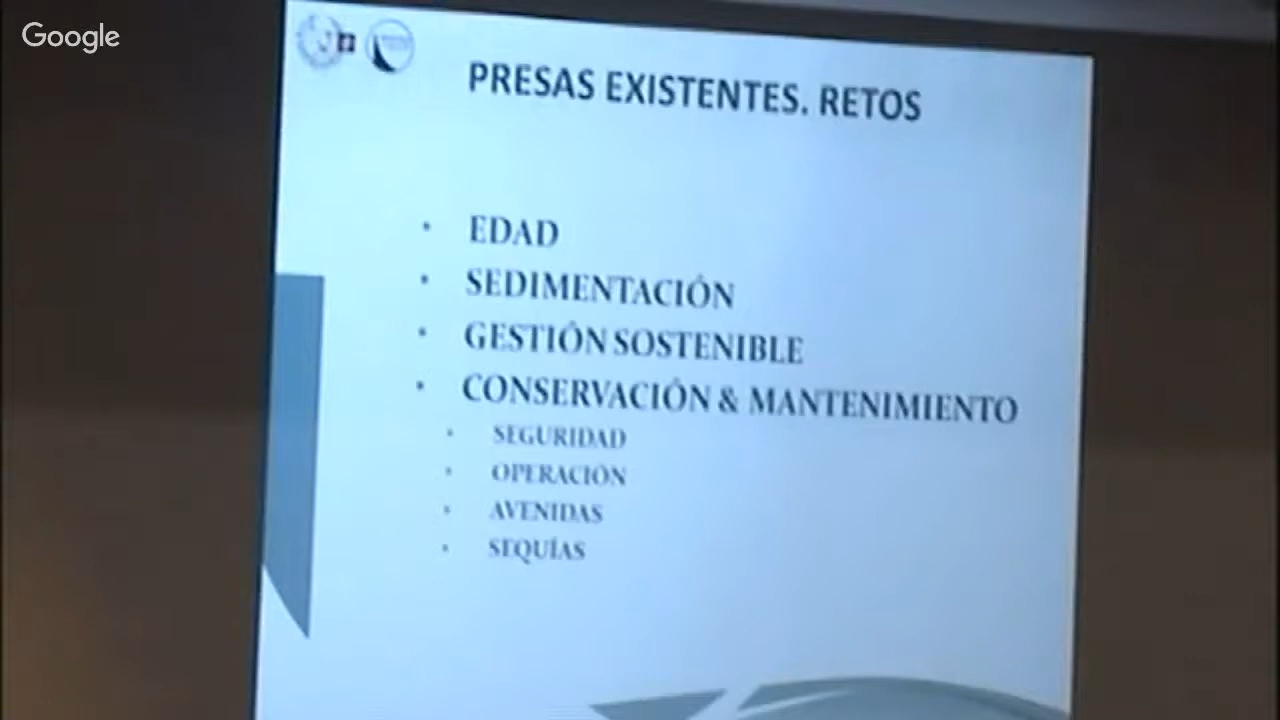 Google
PRESAS EXISTENTES. RETOS
• EDAD
• SEDIMENTACIÓN
• GESTIÓN SOSTENIBLE
• CONSERVACIÓN & MANTENIMIENTO
• SEGURIDAD
• OPERACIÓN
• AVENIDAS
• SEQUÍAS